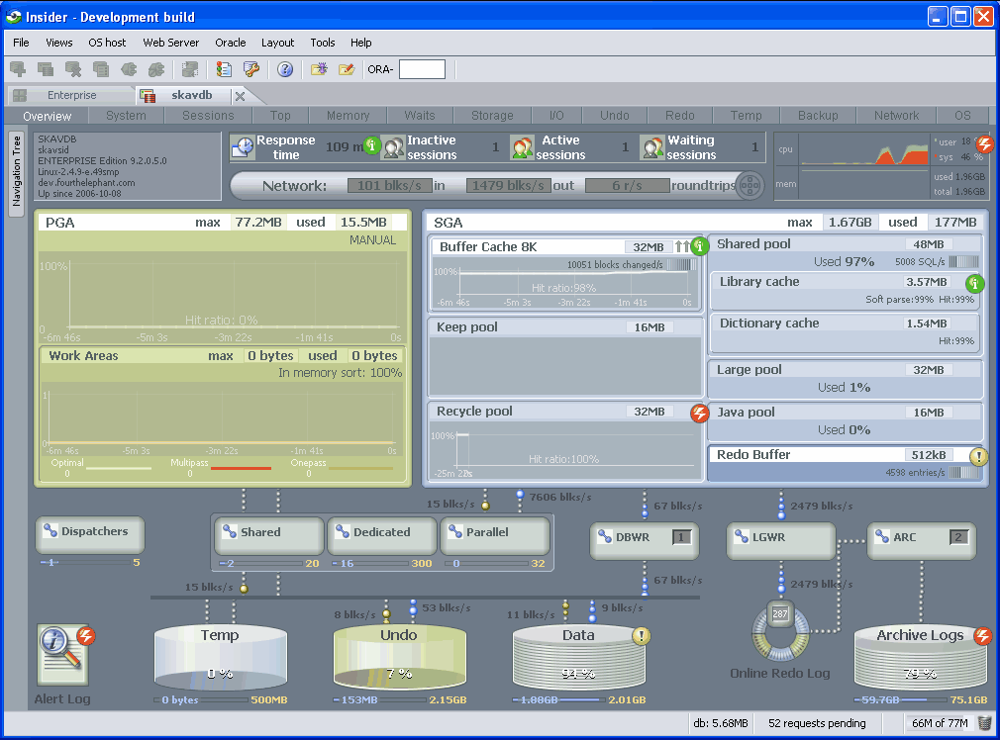 Insider - Development build
File Views OS host Web Server Oracle Layout Tools Help
ORA-
Enterprise skavdb
Overview System Sessions Top Memory Waits Storage I/O Undo Redo Temp Backup Network OS
Navigation Tree
SKAVDB
skavsid
ENTERPRISE Edition 9.2.0.5.0
Linux-2.4.9-e.49smp
dev.fourthelephant.com
Up since 2006-10-08
Response time 109 m
Inactive sessions 1
Active sessions 1
Waiting sessions 1
Network: 101 blks/s in 1479 blks/s out 6 r/s roundtrips
cpu
user 18
sys 46 %
mem
used 1.96GB
total 1.96GB
PGA max 77.2MB used 15.5MB
MANUAL
100%
Hit ratio: 0%
0
-6m 46s -5m 3s -3m 22s -1m 41s 0s
Work Areas max 0 bytes used 0 bytes
In memory sort: 100%
1
0
-6m 46s -5m 3s -3m 22s -1m 41s 0s
Optimal Multipass Onepass
0 0 0
SGA max 1.67GB used 177MB
Buffer Cache 8K 32MB
10051 blocks changed/s
100%
Hit ratio:98%
-6m 46s -5m 3s -3m 22s -1m 41s 0s
Keep pool 16MB
Recycle pool 32MB
100%
Hit ratio:100%
0s
Shared pool 48MB
Used 97% 5008 SQL/s
Library cache 3.57MB
Soft parse:99% Hit:99%
Dictionary cache 1.54MB
Hit:99%
Large pool 32MB
Used 1%
Java pool 16MB
Used 0%
Redo Buffer 512kB
4598 entries/s
15 blks/s 7606 blks/s 67 blks/s 2479 blks/s
Dispatchers
1 5
Shared
2 20
Dedicated
16 300
Parallel
0 32
DBWR 1
LGWR
ARC 2
15 blks/s 67 blks/s 2479 blks/s
8 blks/s 53 blks/s 11 blks/s 9 blks/s
287
Alert Log
Temp
0 %
0 bytes 500MB
Undo
7 %
153MB 2.15GB
Data
94 %
1.88GB 2.01GB
Online Redo Log
Archive Logs
79 %
59.7GB 75.1GB
db: 5.68MB 52 requests pending 66M of 77M